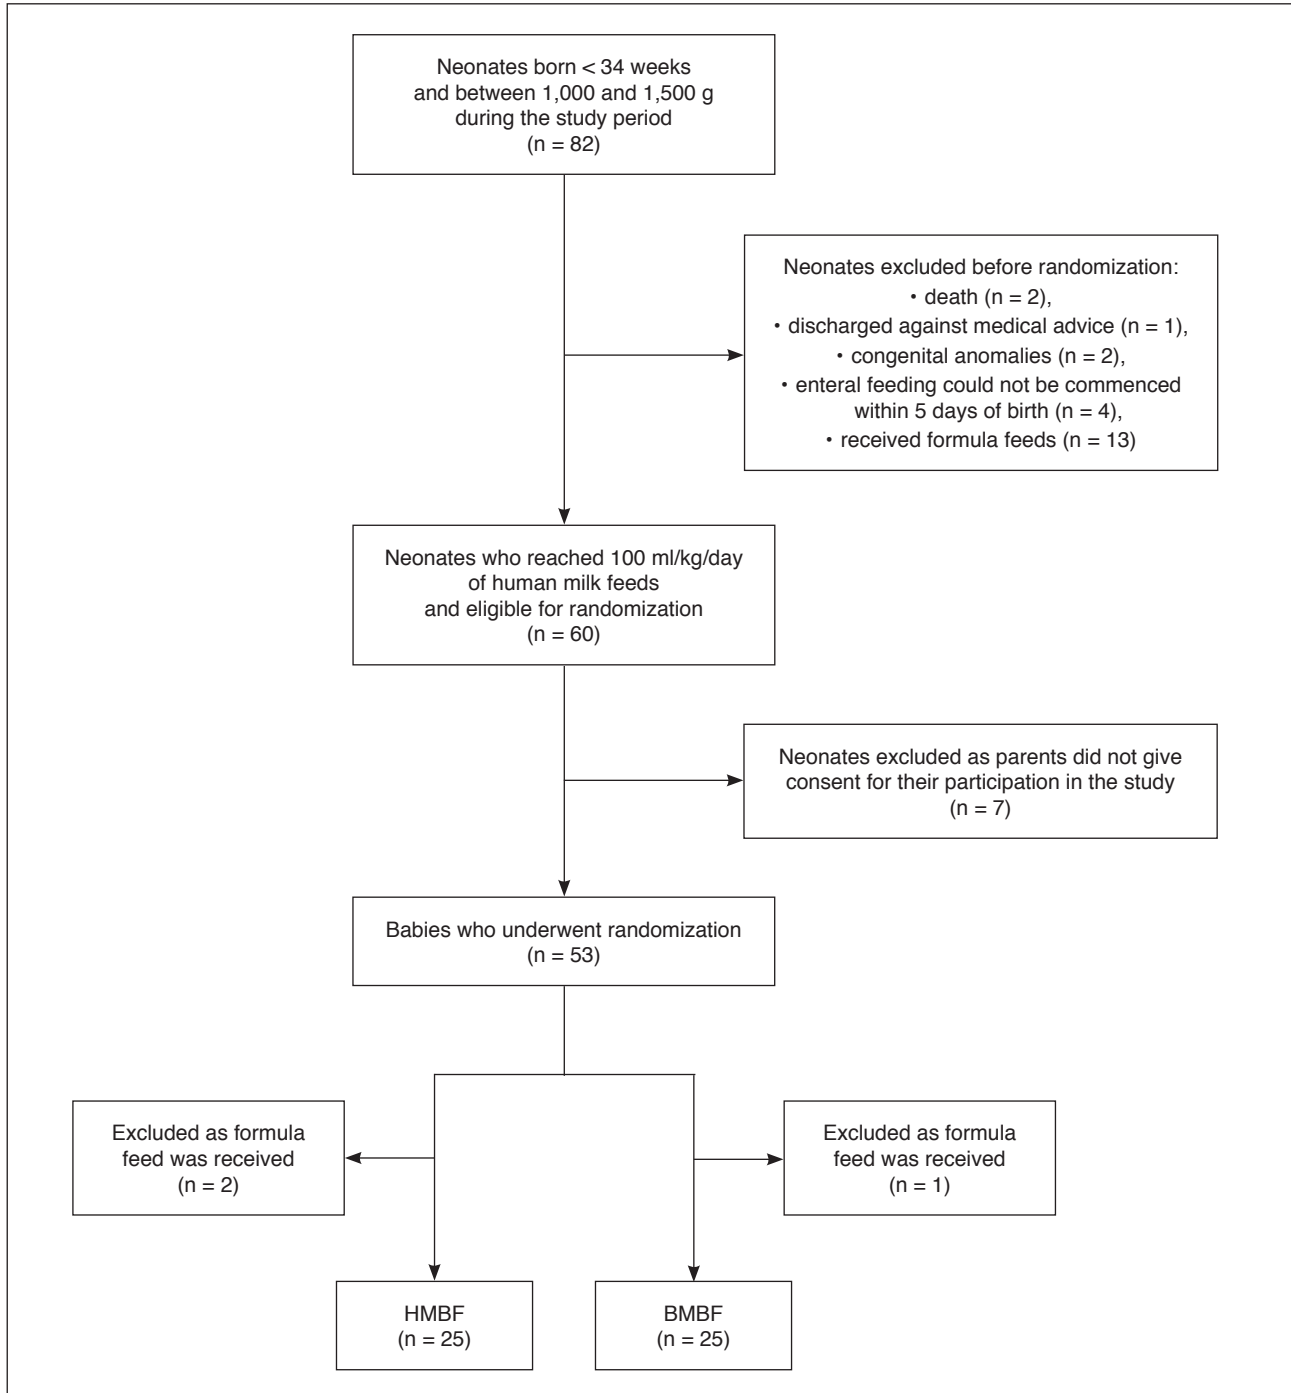 Neonates born < 34 weeks
and between 1,000 and 1,500 g
during the study period
(n = 82)
Neonates excluded before randomization:
• death (n = 2),
• discharged against medical advice (n = 1),
• congenital anomalies (n = 2),
• enteral feeding could not be commenced
within 5 days of birth (n = 4),
• received formula feeds (n = 13)
Neonates who reached 100 ml/kg/day
of human milk feeds
and eligible for randomization
(n = 60)
Neonates excluded as parents did not give
consent for their participation in the study
(n = 7)
Babies who underwent randomization
(n = 53)
Excluded as formula
feed was received
(n = 2)
Excluded as formula
feed was received
(n = 1)
HMBF
(n = 25)
BMBF
(n = 25)